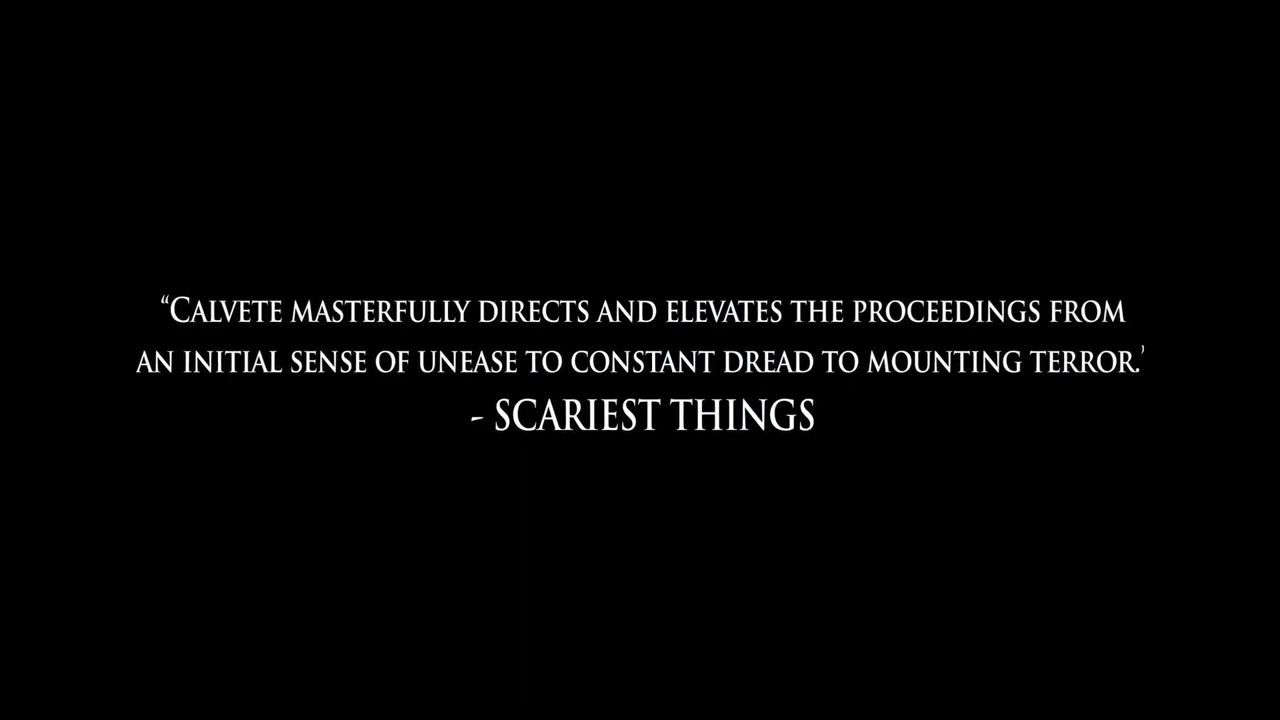 “Calvete masterfully directs and elevates the proceedings from
an initial sense of unease to constant dread to mounting terror.’
- SCARIEST THINGS